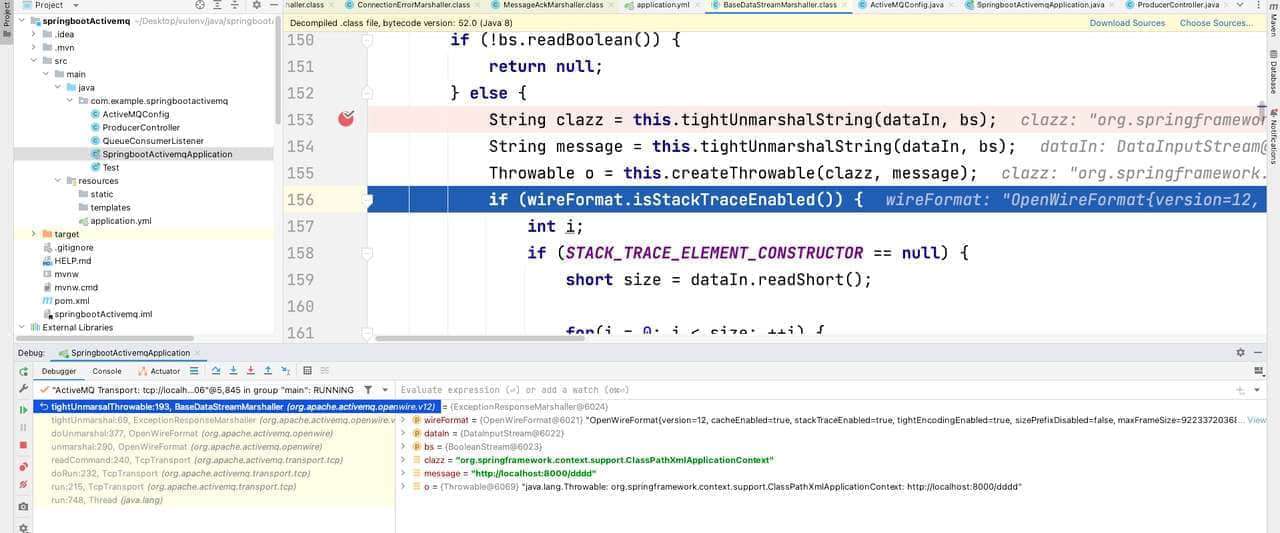 Project
springbootActivemq ~/Desktop/vulenv/java/springboot
.idea
.mvn
src
main
java
com.example.springbootactivemq
ActiveMQConfig
ProducerController
QueueConsumerListener
SpringbootActivemqApplication
Test
resources
static
templates
application.yml
target
.gitignore
HELP.md
mvnw
mvnw.cmd
pom.xml
springbootActivemq.iml
External Libraries
haller.class ConnectionErrorMarshaller.class MessageAckMarshaller.class application.yml BaseDataStreamMarshaller.class ActiveMQConfig.java SpringbootActivemqApplication.java ProducerController.java
Decompiled .class file, bytecode version: 52.0 (Java 8) Download Sources Choose Sources...
150 if (!bs.readBoolean()) {
151 return null;
152 } else {
153 String clazz = this.tightUnmarshalString(dataIn, bs); clazz: "org.springframewor
154 String message = this.tightUnmarshalString(dataIn, bs); dataIn: DataInputStream@
155 Throwable o = this.createThrowable(clazz, message); clazz: "org.springframework.
156 if (wireFormat.isStackTraceEnabled()) { wireFormat: "OpenWireFormat{version=12,
157 int i;
158 if (STACK_TRACE_ELEMENT_CONSTRUCTOR == null) {
159 short size = dataIn.readShort();
160
161 for(i = 0; i < size; ++i) {
Project
Maven
Database
Notifications
Debug: SpringbootActivemqApplication
Debugger Console Actuator
"ActiveMQ Transport: tcp://localh...06"@5,845 in group "main": RUNNING
tightUnmarsalThrowable:193, BaseDataStreamMarshaller (org.apache.activemq.openwire.v12)
tightUnmarshal:69, ExceptionResponseMarshaller (org.apache.activemq.openwire.v
doUnmarshal:377, OpenWireFormat (org.apache.activemq.openwire)
unmarshal:290, OpenWireFormat (org.apache.activemq.openwire)
readCommand:240, TcpTransport (org.apache.activemq.transport.tcp)
doRun:232, TcpTransport (org.apache.activemq.transport.tcp)
run:215, TcpTransport (org.apache.activemq.transport.tcp)
run:748, Thread (java.lang)
Evaluate expression (⏎) or add a watch
= {ExceptionResponseMarshaller@6024}
wireFormat = {OpenWireFormat@6021} "OpenWireFormat{version=12, cacheEnabled=true, stackTraceEnabled=true, tightEncodingEnabled=true, sizePrefixDisabled=false, maxFrameSize=92233720368... View
dataIn = {DataInputStream@6022}
bs = {BooleanStream@6023}
clazz = "org.springframework.context.support.ClassPathXmlApplicationContext"
message = "http://localhost:8000/dddd"
o = {Throwable@6069} "java.lang.Throwable: org.springframework.context.support.ClassPathXmlApplicationContext: http://localhost:8000/dddd"